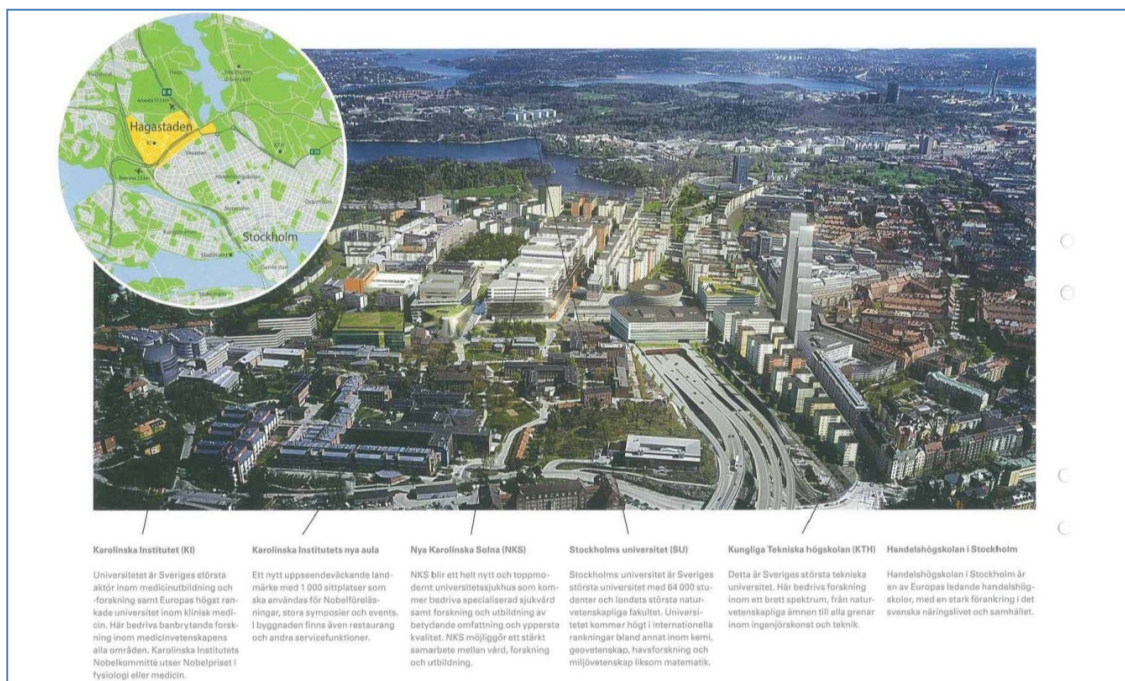 Hagastaden
KI
Stockholm
Karolinska Institutet (KI)
Universitetet är Sveriges största
aktör inom medicinutbildning och
-forskning samt Europas högst ran-
kade universitet inom klinisk medi-
cin. Här bedrivs banbrytande forsk-
ning inom medicinvetenskapens
alla områden. Karolinska Institutets
Nobelkommitté utser Nobelpriset i
fysiologi eller medicin.
Karolinska Institutets nya aula
Ett nytt uppseendeväckande land-
märke med 1 000 sittplatser som
ska användas för Nobelföreläs-
ningar, stora symposier och events.
I byggnaden finns även restaurang
och andra servicefunktioner.
Nya Karolinska Solna (NKS)
NKS blir ett helt nytt och toppmo-
dernt universitetssjukhus som kom-
mer bedriva specialiserad sjukvård
samt forskning och utbildning av
betydande omfattning och yppersta
kvalitet. NKS möjliggör ett stärkt
samarbete mellan vård, forskning
och utbildning.
Stockholms universitet (SU)
Stockholms universitet är Sveriges
största universitet med 64 000 stu-
denter och landets största natur-
vetenskapliga fakultet. Universi-
tetet kommer högt i internationella
rankningar bland annat inom kemi,
geovetenskap, havsforskning och
miljövetenskap liksom matematik.
Kungliga Tekniska högskolan (KTH)
Detta är Sveriges största tekniska
universitet. Här bedrivs forskning
inom ett brett spektrum, från natur-
vetenskapliga ämnen till alla grenar
inom ingenjörskonst och teknik.
Handelshögskolan i Stockholm
Handelshögskolan i Stockholm är
en av Europas ledande handelshög-
skolor, med en stark förankring i det
svenska näringslivet och samhället.